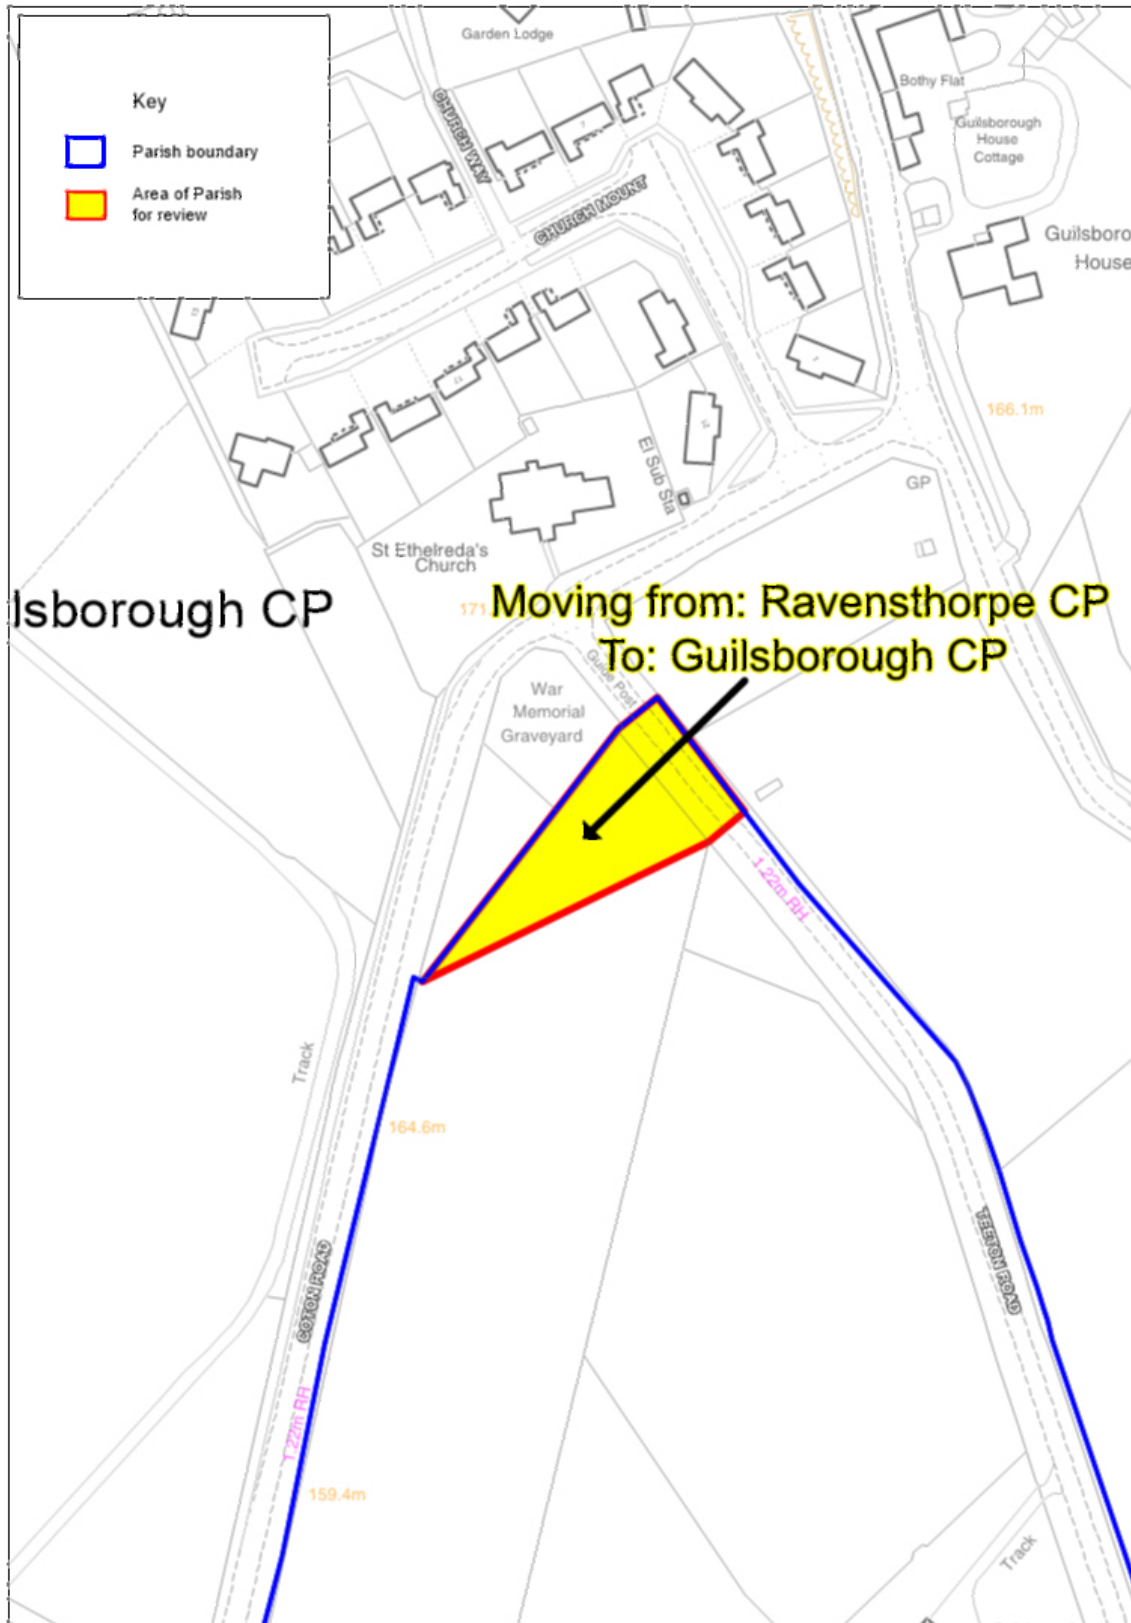 Garden Lodge
Key
Parish boundary
Area of Parish
for review
CHURCH WAY
7
CHURCH MOUNT
Bothy Flat
Guilsborough
House
Cottage
Guilsboro
House
166.1m
El Sub Sta
GP
St Ethelreda's
Church
lsborough CP
171.
Moving from: Ravensthorpe CP
To: Guilsborough CP
Guide Post
War
Memorial
Graveyard
1.22m RH
Track
164.6m
COTON ROAD
TEETON ROAD
1.22m RH
159.4m
Track